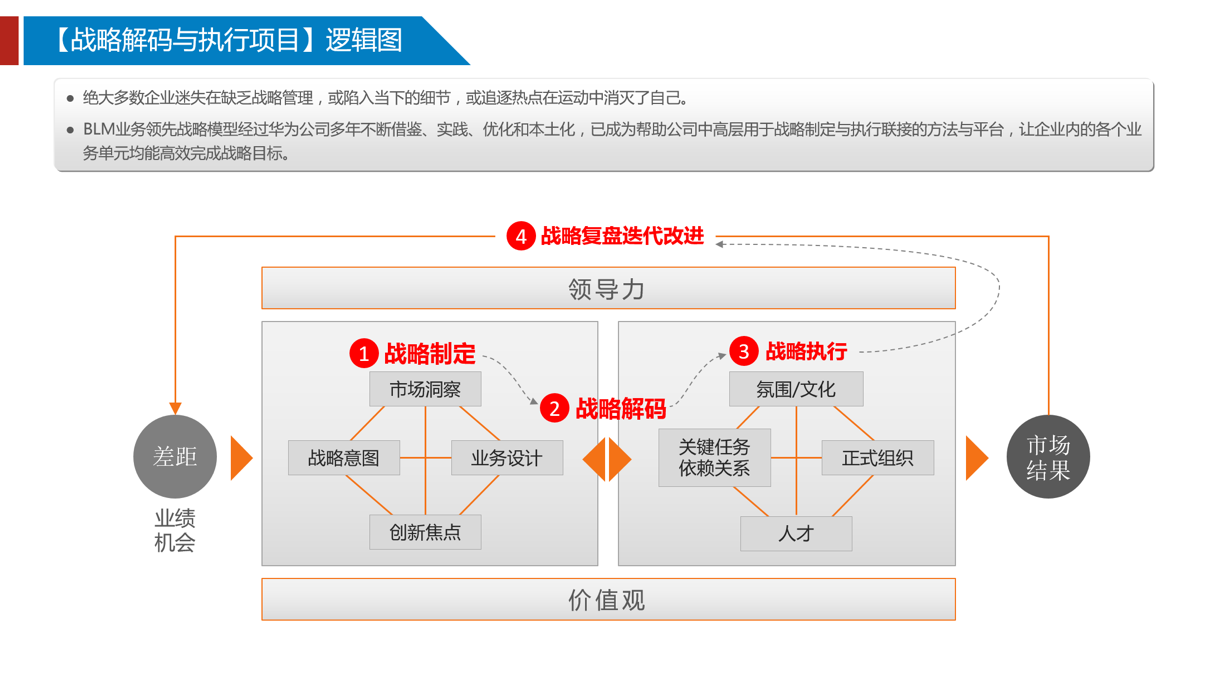 【战略解码与执行项目】逻辑图
● 绝大多数企业迷失在缺乏战略管理，或陷入当下的细节，或追逐热点在运动中消灭了自己。
● BLM业务领先战略模型经过华为公司多年不断借鉴、实践、优化和本土化，已成为帮助公司中高层用于战略制定与执行联接的方法与平台，让企业内的各个业
务单元均能高效完成战略目标。
4 战略复盘迭代改进
领导力
1 战略制定
市场洞察
战略意图
业务设计
创新焦点
2 战略解码
3 战略执行
氛围/文化
关键任务
依赖关系
正式组织
人才
差距
业绩
机会
市场
结果
价值观